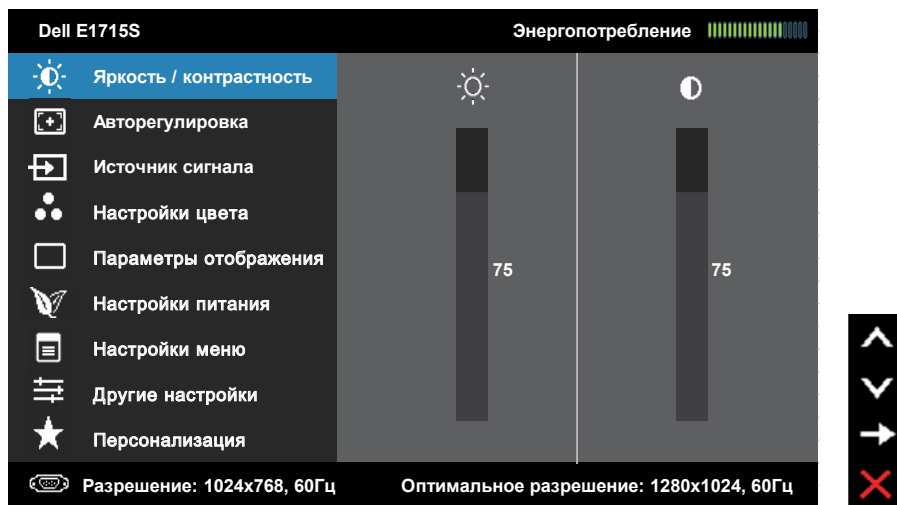 Dell E1715S
Энергопотребление
Яркость / контрастность
Авторегулировка
Источник сигнала
Настройки цвета
Параметры отображения
Настройки питания
Настройки меню
Другие настройки
Персонализация
75
75
Разрешение: 1024x768, 60Гц
Оптимальное разрешение: 1280x1024, 60Гц